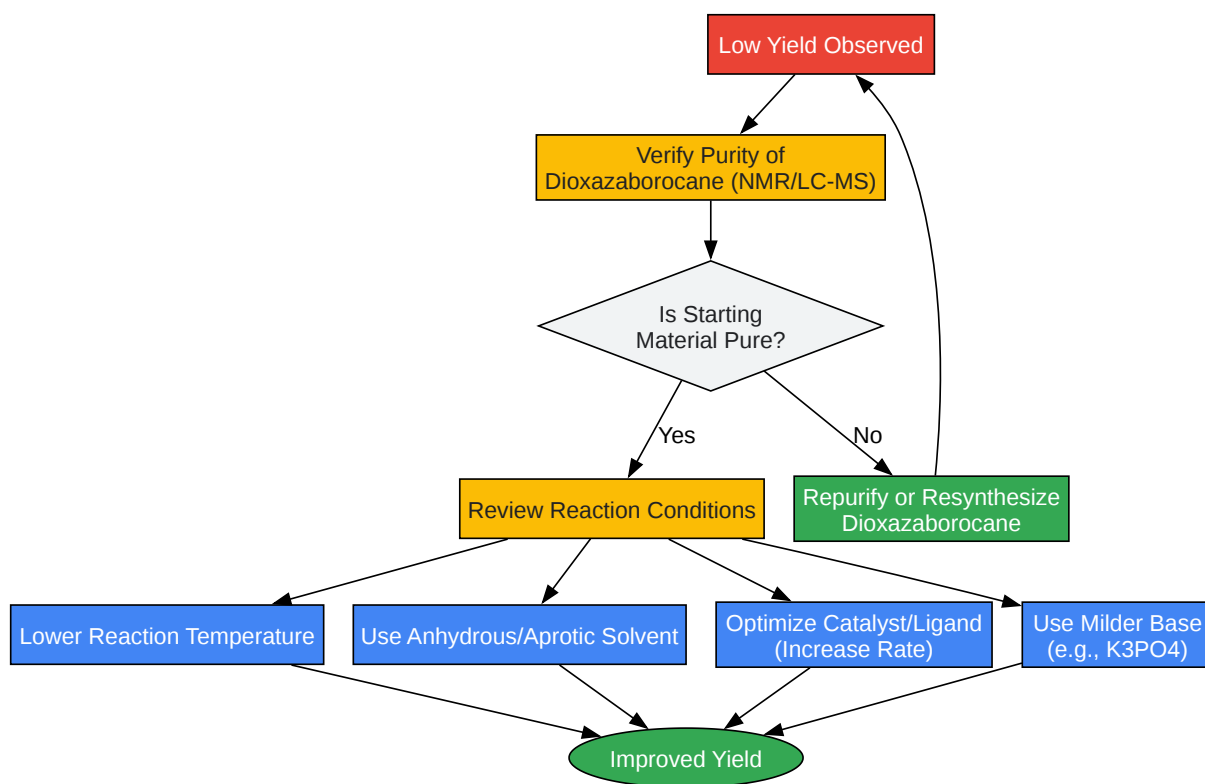 Low Yield Observed
Verify Purity of
Dioxazaborocane (NMR/LC-MS)
Is Starting
Material Pure?
Yes
No
Review Reaction Conditions
Repurify or Resynthesize
Dioxazaborocane
Lower Reaction Temperature
Use Anhydrous/Aprotic Solvent
Optimize Catalyst/Ligand
(Increase Rate)
Use Milder Base
(e.g., K3PO4)
Improved Yield